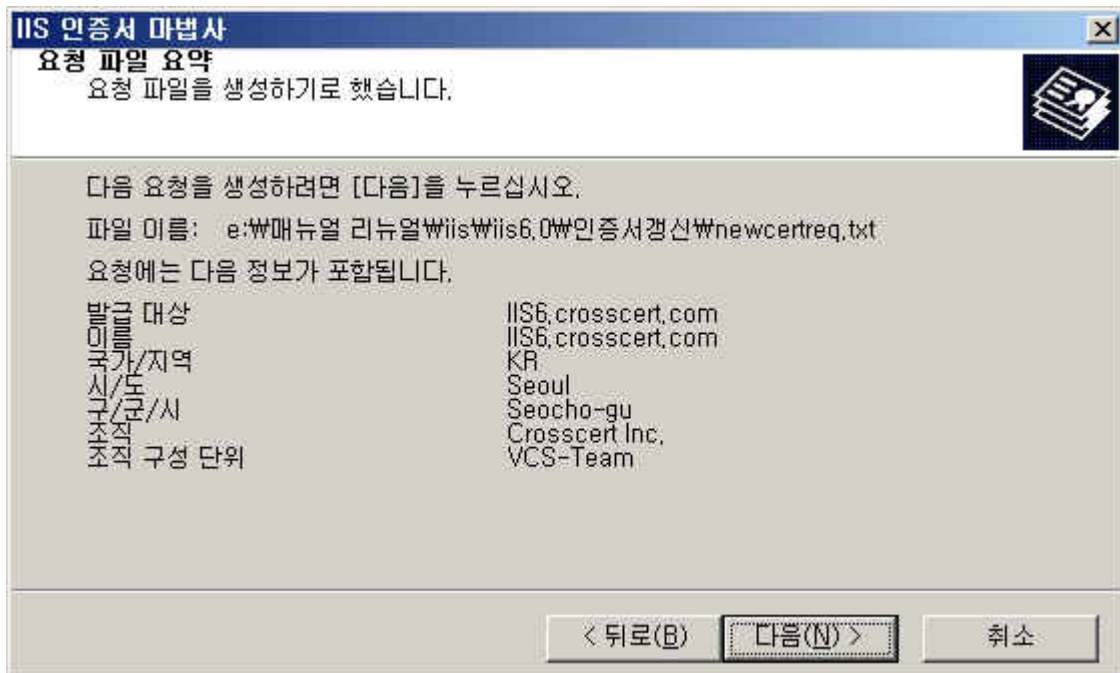 IIS 인증서 마법사
요청 파일 요약
요청 파일을 생성하기로 했습니다.
다음 요청을 생성하려면 [다음]을 누르십시오.
파일 이름: e:₩매뉴얼 리뉴얼₩iis₩iis6.0₩인증서갱신₩newcertreq.txt
요청에는 다음 정보가 포함됩니다.
발급 대상 IIS6.crosscert.com
이름 IIS6.crosscert.com
국가/지역 KR
시/도 Seoul
구/군/시 Seocho-gu
조직 Crosscert Inc.
조직 구성 단위 VCS-Team
< 뒤로(B) 다음(N) > 취소